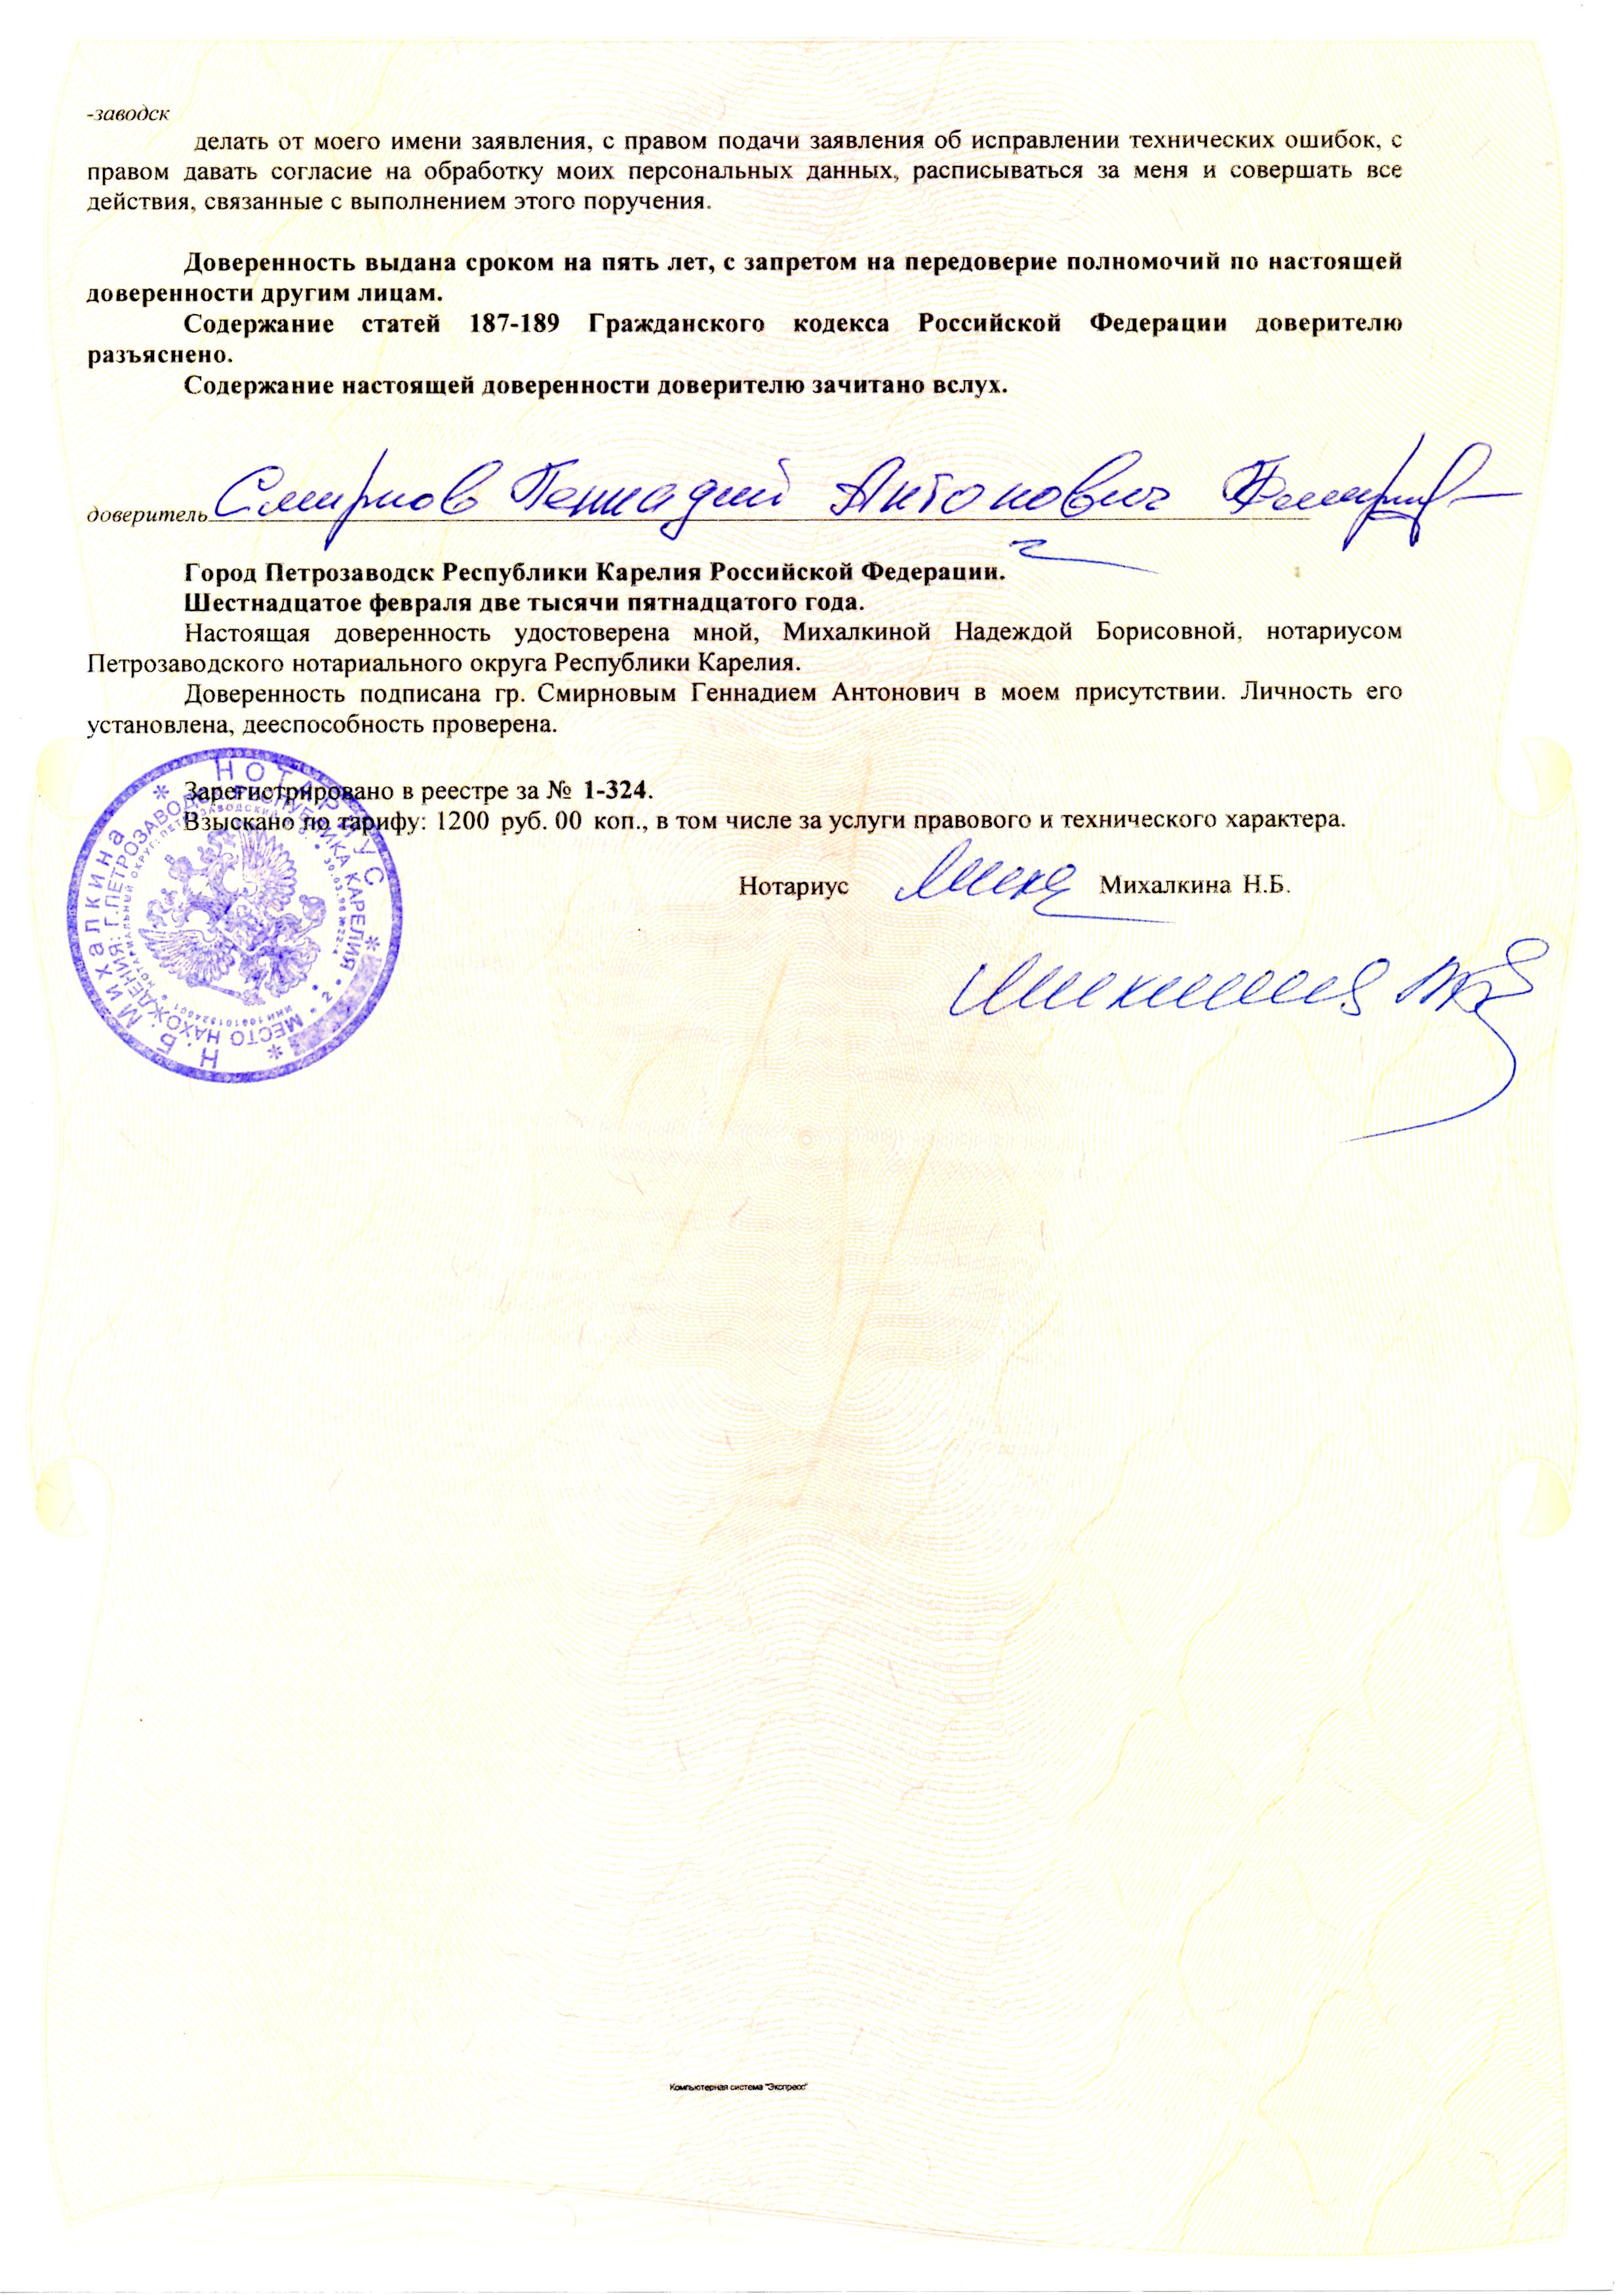 -заводск
делать от моего имени заявления, с правом подачи заявления об исправлении технических ошибок, с
правом давать согласие на обработку моих персональных данных, расписываться за меня и совершать все
действия, связанные с выполнением этого поручения.
Доверенность выдана сроком на пять лет, с запретом на передоверие полномочий по настоящей
доверенности другим лицам.
Содержание статей 187-189 Гражданского кодекса Российской Федерации доверителю
разъяснено.
Содержание настоящей доверенности доверителю зачитано вслух.
доверитель Смирнов Геннадий Антонович
Город Петрозаводск Республики Карелия Российской Федерации.
Шестнадцатое февраля две тысячи пятнадцатого года.
Настоящая доверенность удостоверена мной, Михалкиной Надеждой Борисовной, нотариусом
Петрозаводского нотариального округа Республики Карелия.
Доверенность подписана гр. Смирновым Геннадием Антонович в моем присутствии. Личность его
установлена, дееспособность проверена.
Зарегистрировано в реестре за № 1-324.
Взыскано по тарифу: 1200 руб. 00 коп., в том числе за услуги правового и технического характера.
Нотариус Михалкина Н.Б.
НОТАРИУС * Н.Б. Михалкина *
МЕСТО НАХОЖДЕНИЯ: Г.ПЕТРОЗАВОДСК РЕСПУБЛИКА КАРЕЛИЯ • 2 •
Компьютерная система "Экспресс"